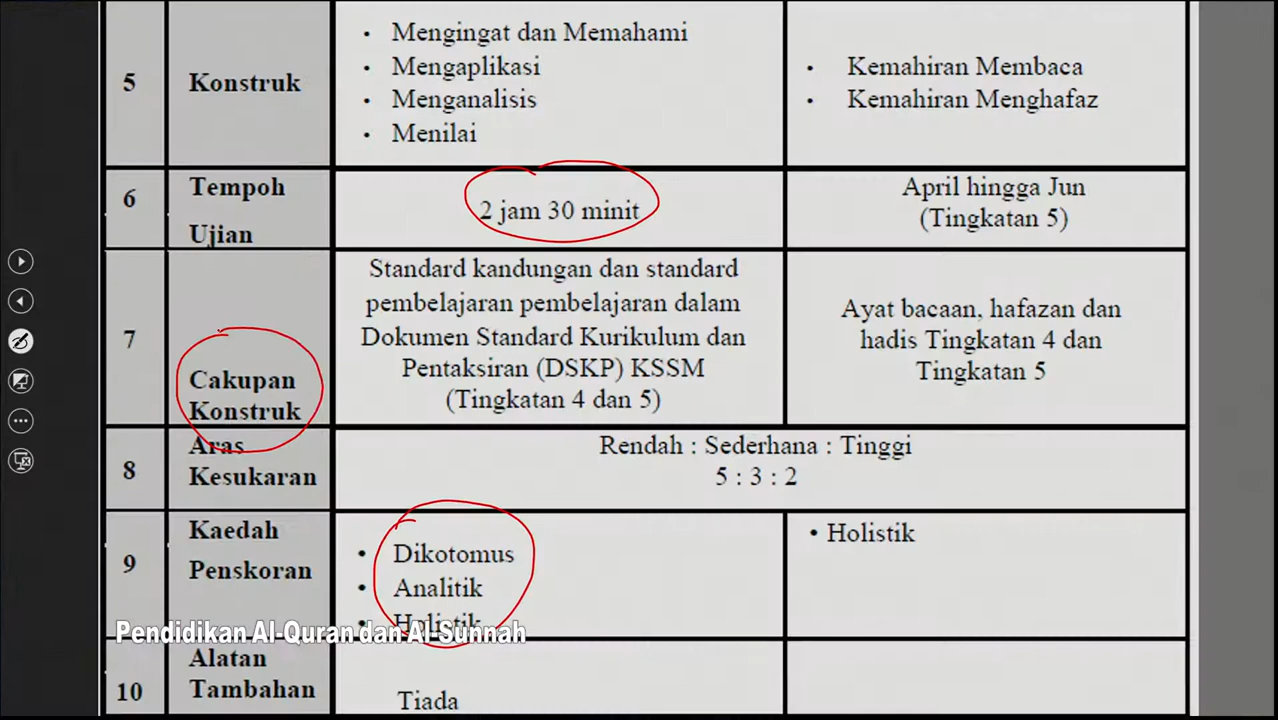 5
Konstruk
• Mengingat dan Memahami
• Mengaplikasi
• Menganalisis
• Menilai
• Kemahiran Membaca
• Kemahiran Menghafaz
6
Tempoh
Ujian
2 jam 30 minit
April hingga Jun
(Tingkatan 5)
7
Cakupan
Konstruk
Standard kandungan dan standard
pembelajaran pembelajaran dalam
Dokumen Standard Kurikulum dan
Pentaksiran (DSKP) KSSM
(Tingkatan 4 dan 5)
Ayat bacaan, hafazan dan
hadis Tingkatan 4 dan
Tingkatan 5
8
Aras
Kesukaran
Rendah : Sederhana : Tinggi
5 : 3 : 2
9
Kaedah
Penskoran
• Dikotomus
• Analitik
• Holistik
• Holistik
Pendidikan Al-Quran dan Al-Sunnah
10
Alatan
Tambahan
Tiada